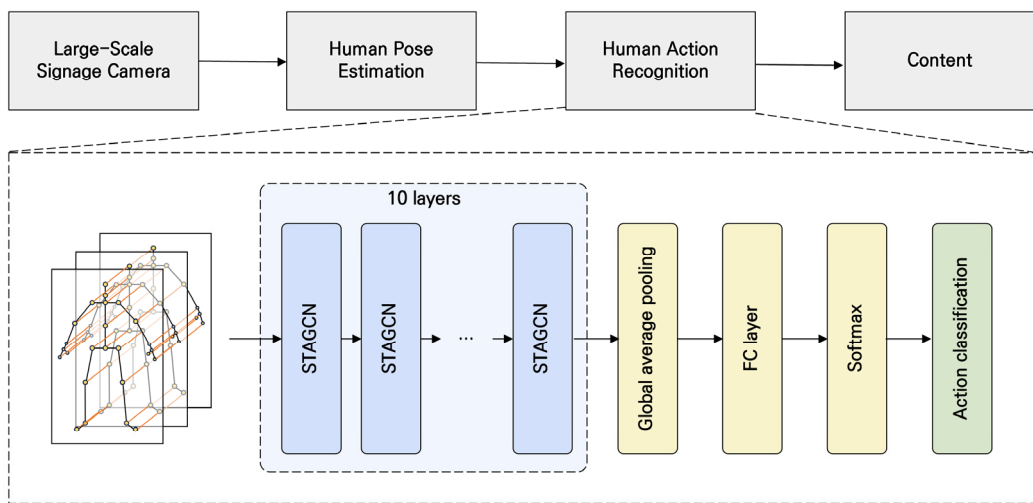 Large-Scale
Signage Camera
Human Pose
Estimation
Human Action
Recognition
Content
10 layers
STAGCN
STAGCN
...
STAGCN
Global average pooling
FC layer
Softmax
Action classification